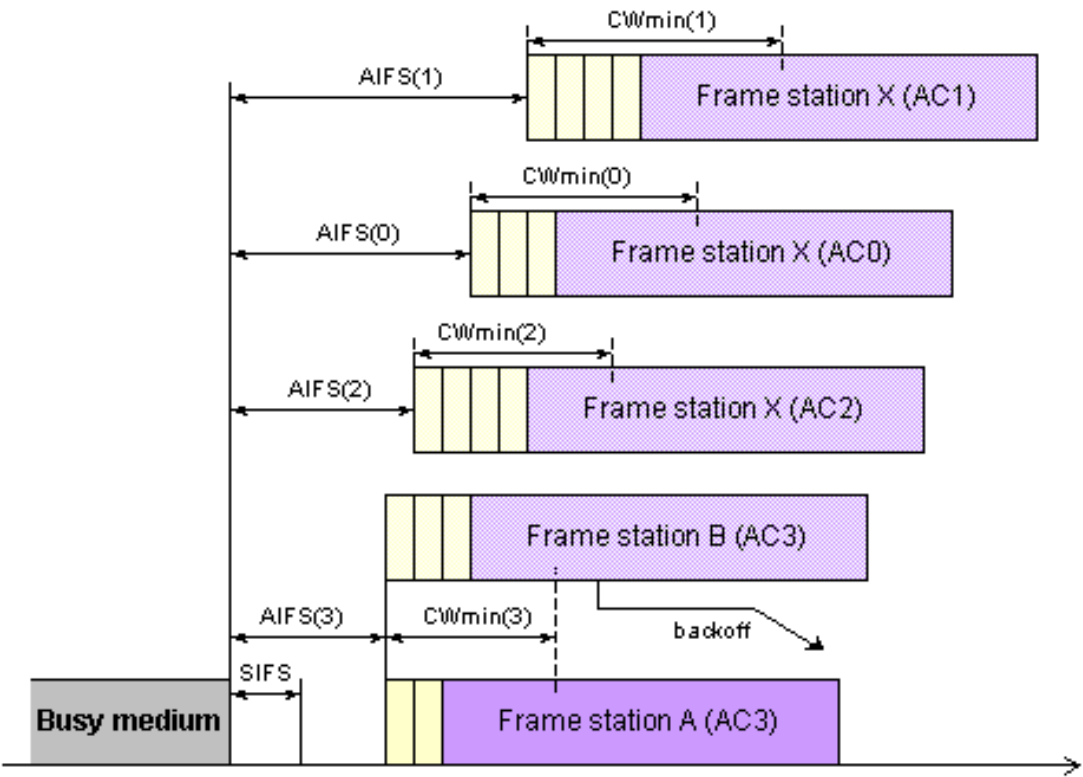 CWmin(1)
AIFS(1)
Frame station X (AC1)
CWmin(0)
AIFS(0)
Frame station X (AC0)
CWmin(2)
AIFS(2)
Frame station X (AC2)
Frame station B (AC3)
AIFS(3)
CWmin(3)
backoff
SIFS
Busy medium
Frame station A (AC3)